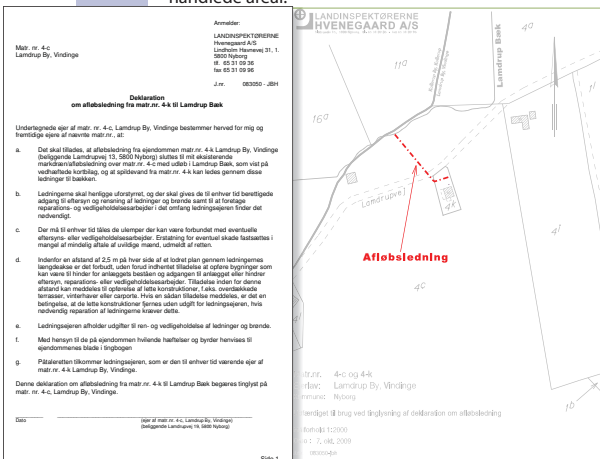 handlede areal.
Anmelder:
LANDINSPEKTØRERNE
Hvenegaard A/S
Lindholm Havnevej 31, 1.
5800 Nyborg
tlf. 65 31 09 36
fax 65 31 09 96
J.nr. 083050 - JBH
Matr. nr. 4-c
Lamdrup By, Vindinge
Deklaration
om afløbsledning fra matr.nr. 4-k til Lamdrup Bæk
Undertegnede ejer af matr. nr. 4-c, Lamdrup By, Vindinge bestemmer herved for mig og
fremtidige ejere af nævnte matr.nr., at:
a. Det skal tillades, at afløbsledning fra ejendommen matr.nr. 4-k Lamdrup By, Vindinge
(beliggende Lamdrupvej 13, 5800 Nyborg) sluttes til mit eksisterende
markdræn/afløbsledning over matr.nr. 4-c med udløb i Lamdrup Bæk, som vist på
vedhæftede kortbilag, og at spildevand fra matr.nr. 4-k kan ledes gennem disse
ledninger til bækken.
b. Ledningerne skal henligge uforstyrret, og der skal gives de til enhver tid berettigede
adgang til eftersyn og rensning af ledninger og brønde samt til at foretage
reparations- og vedligeholdelsesarbejder i det omfang ledningsejeren finder det
nødvendigt.
c. Der må til enhver tid tåles de ulemper der kan være forbundet med eventuelle
eftersyns- eller vedligeholdelsesarbejder. Erstatning for eventuel skade fastsættes i
mangel af mindelig aftale af uvildige mænd, udmeldt af retten.
d. Indenfor en afstand af 2,5 m på hver side af et lodret plan gennem ledningernes
længdeakse er det forbudt, uden forud indhentet tilladelse at opføre bygninger som
kan være til hinder for anlæggets beståen og adgangen til anlægget eller hindrer
eftersyn, reparations- eller vedligeholdelsesarbejder. Tilladelse inden for denne
afstand kan meddeles til opførelse af lette konstruktioner, f.eks. overdækkede
terrasser, vinterhaver eller carporte. Hvis en sådan tilladelse meddeles, er det en
betingelse, at de lette konstruktioner fjernes uden udgift for ledningsejeren, hvis
nødvendig reparation af ledningerne kræver dette.
e. Ledningsejeren afholder udgifter til ren- og vedligeholdelse af ledninger og brønde.
f. Med hensyn til de på ejendommen hvilende hæftelser og byrder henvises til
ejendommens blade i tingbogen
g. Påtaleretten tilkommer ledningsejeren, som er den til enhver tid værende ejer af
matr. nr. 4-k Lamdrup By, Vindinge.
Denne deklaration om afløbsledning fra matr.nr. 4-k til Lamdrup Bæk begæres tinglyst på
matr. nr. 4-c, Lamdrup By, Vindinge.
Dato
(ejer af matr.nr. 4-c, Lamdrup By, Vindinge)
(beliggende Lamdrupvej 19, 5800 Nyborg)
Side 1
LANDINSPEKTØRERNE
HVENEGAARD A/S
11a
4a
Lamdrup Bæk
16a
Lamdrupvej
4k
4l
Afløbsledning
4c
1b
4-c og 4-k
Lamdrup By, Vindinge
Nyborg
til brug ved tinglysning af deklaration om afløbsledning
1:2000
7. okt. 2009